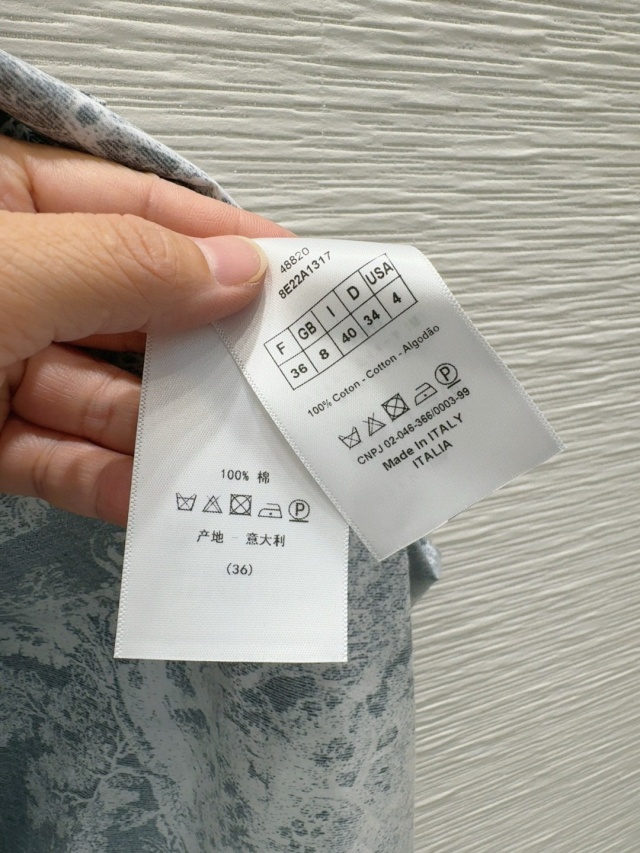 48820
8E22A1317
F GB I D USA
36 8 40 34 4
100% Coton - Cotton - Algodão
P
CNPJ 02-046-366/0003-99
Made in ITALY
ITALIA
100% 棉
P
产地 - 意大利
(36)